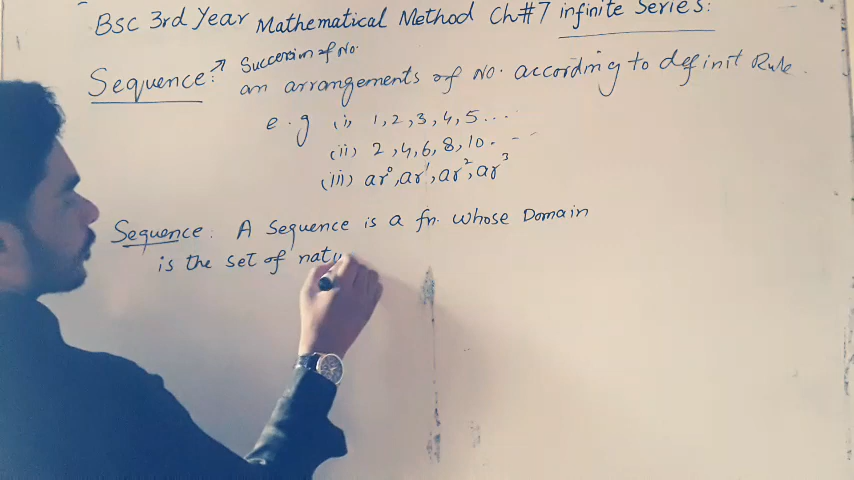 Bsc 3rd Year Mathematical Method Ch#7 infinite Series:
Sequence: Succession of No.
an arrangements of No. according to definit Rule.
e.g (i) 1,2,3,4,5...
(ii) 2,4,6,8,10. - -
(iii) ar⁰,ar¹,ar²,ar³
Sequence: A Sequence is a fn. whose Domain
is the set of natu